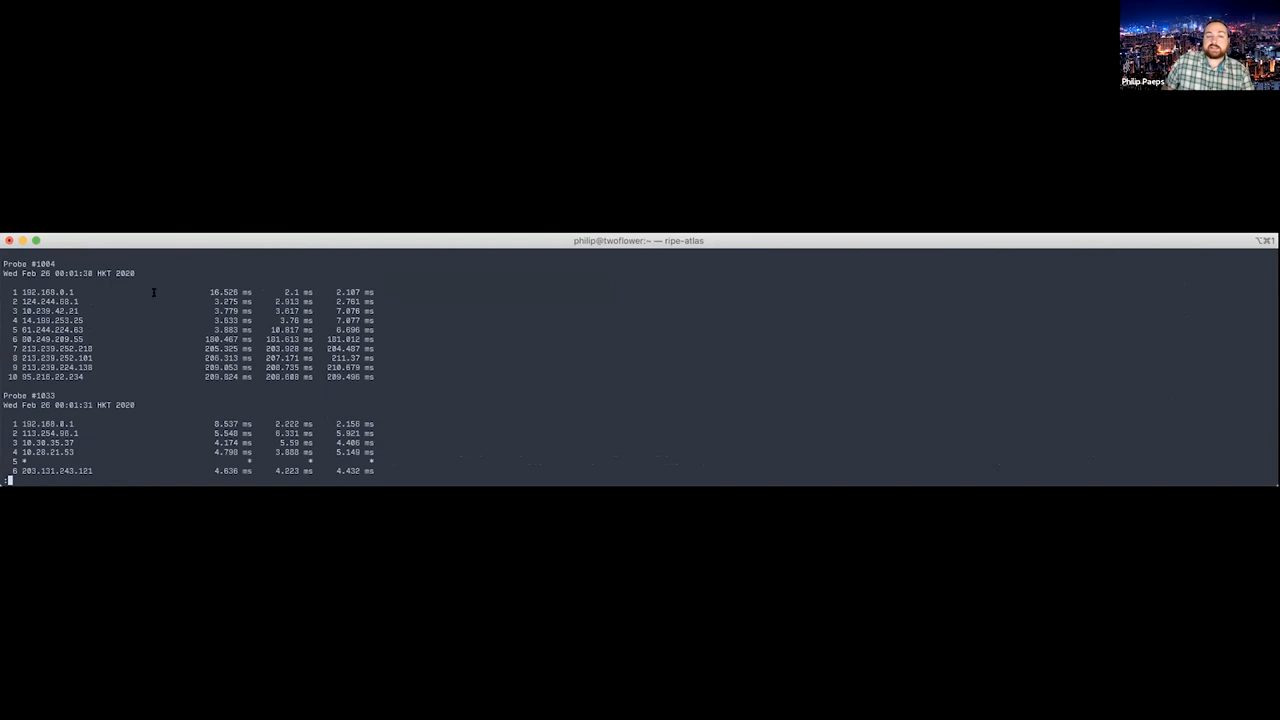 Philip Paeps
philip@twoflower:~ — ripe-atlas ⌥⌘1
Probe #1004
Wed Feb 26 00:01:30 HKT 2020
1 192.168.0.1 16.526 ms 2.1 ms 2.107 ms
2 124.244.88.1 3.275 ms 2.913 ms 2.761 ms
3 10.239.42.21 3.779 ms 3.617 ms 7.076 ms
4 14.199.253.25 3.633 ms 3.76 ms 7.077 ms
5 61.244.224.63 3.883 ms 10.817 ms 6.696 ms
6 80.249.209.55 180.467 ms 181.613 ms 181.012 ms
7 213.239.252.218 205.325 ms 203.928 ms 204.487 ms
8 213.239.252.101 206.313 ms 207.171 ms 211.37 ms
9 213.239.224.138 209.053 ms 208.735 ms 210.679 ms
10 95.216.22.234 209.824 ms 208.608 ms 209.496 ms
Probe #1033
Wed Feb 26 00:01:31 HKT 2020
1 192.168.0.1 8.537 ms 2.222 ms 2.156 ms
2 113.254.96.1 5.548 ms 6.331 ms 5.921 ms
3 10.30.35.37 4.174 ms 5.59 ms 4.406 ms
4 10.28.21.53 4.798 ms 3.888 ms 5.148 ms
5 * * * *
6 203.131.243.121 4.636 ms 4.223 ms 4.432 ms
: